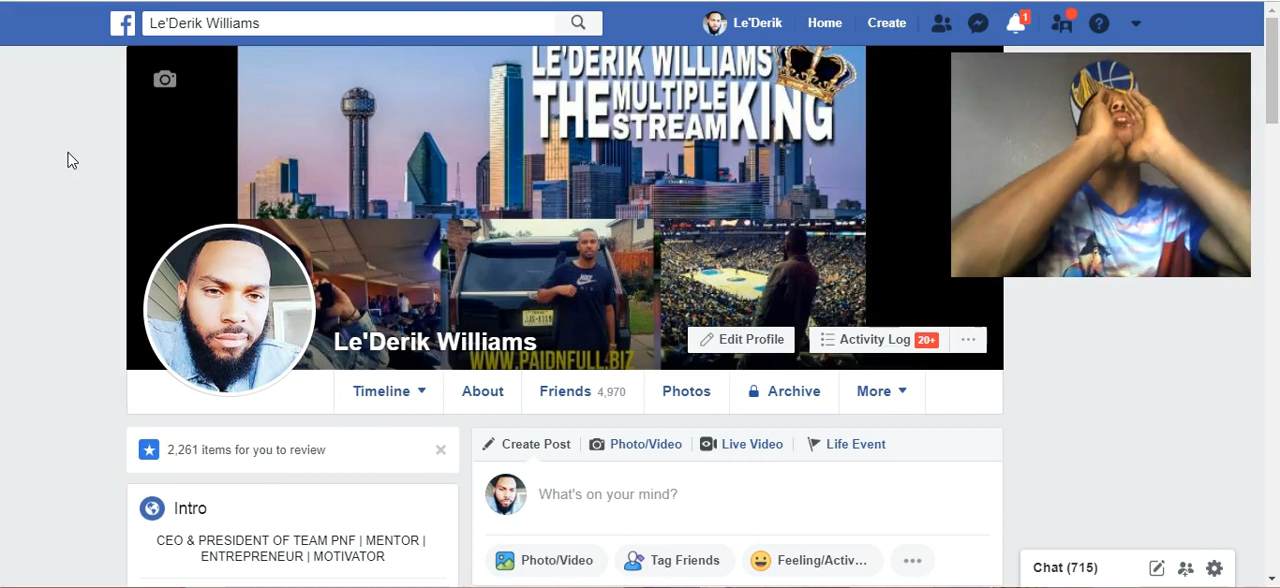 Le'Derik Williams
Le'Derik
Home
Create
1
LE'DERIK WILLIAMS
THE MULTIPLE STREAM KING
Le'Derik Williams
WWW.PAIDNFULL.BIZ
Edit Profile
Activity Log 20+
Timeline
About
Friends 4,970
Photos
Archive
More
2,261 items for you to review
Create Post
Photo/Video
Live Video
Life Event
What's on your mind?
Intro
CEO & PRESIDENT OF TEAM PNF | MENTOR |
ENTREPRENEUR | MOTIVATOR
Photo/Video
Tag Friends
Feeling/Activ...
Chat (715)